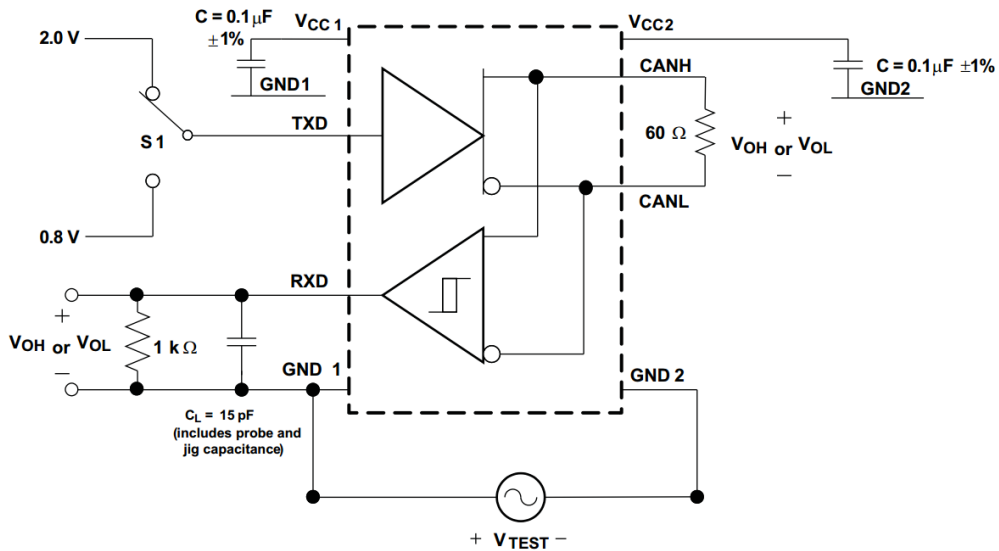 C = 0.1µF
±1%
VCC 1
VCC2
2.0 V
GND1
CANH
C = 0.1µF ±1%
GND2
S 1
TXD
60 Ω
+
VOH or VOL
−
CANL
0.8 V
RXD
+
VOH or VOL
−
1 kΩ
GND 1
GND 2
CL = 15 pF
(includes probe and
jig capacitance)
+ VTEST −